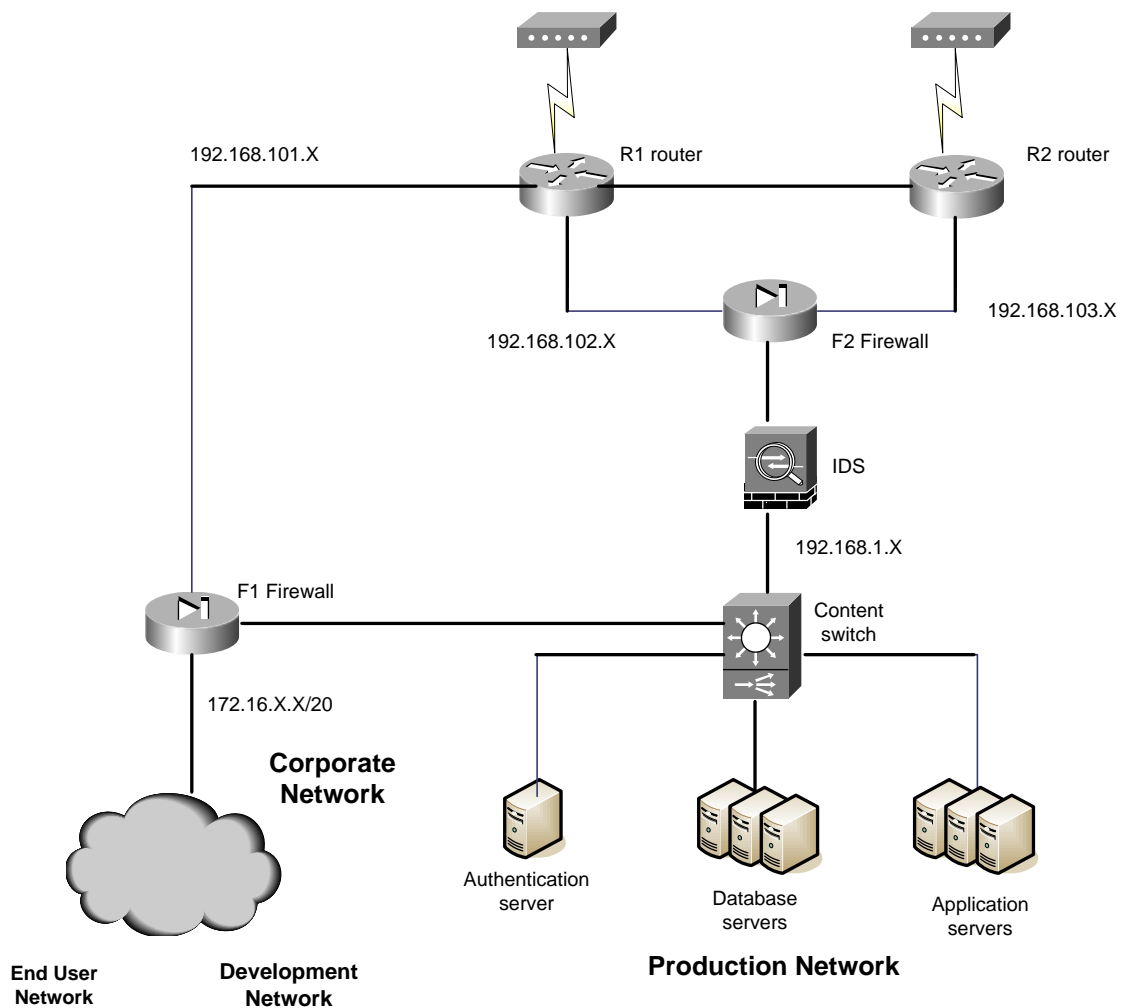 192.168.101.X
R1 router
R2 router
192.168.102.X
F2 Firewall
192.168.103.X
IDS
192.168.1.X
F1 Firewall
Content
switch
172.16.X.X/20
Corporate
Network
Authentication
server
Database
servers
Application
servers
Production Network
End User
Network
Development
Network